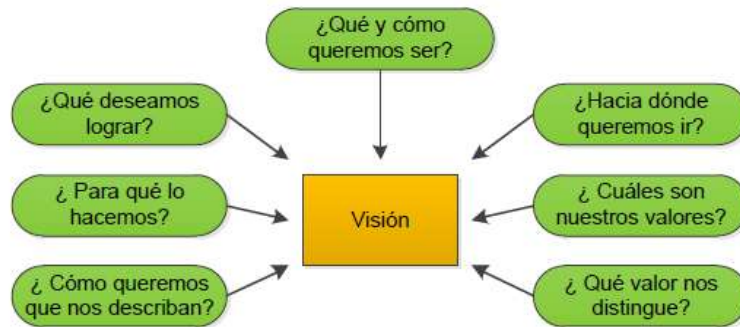 ¿Qué y cómo
queremos ser?
¿Qué deseamos
lograr?
¿Hacia dónde
queremos ir?
¿ Para qué lo
hacemos?
Visión
¿ Cuáles son
nuestros valores?
¿ Cómo queremos
que nos describan?
¿ Qué valor nos
distingue?